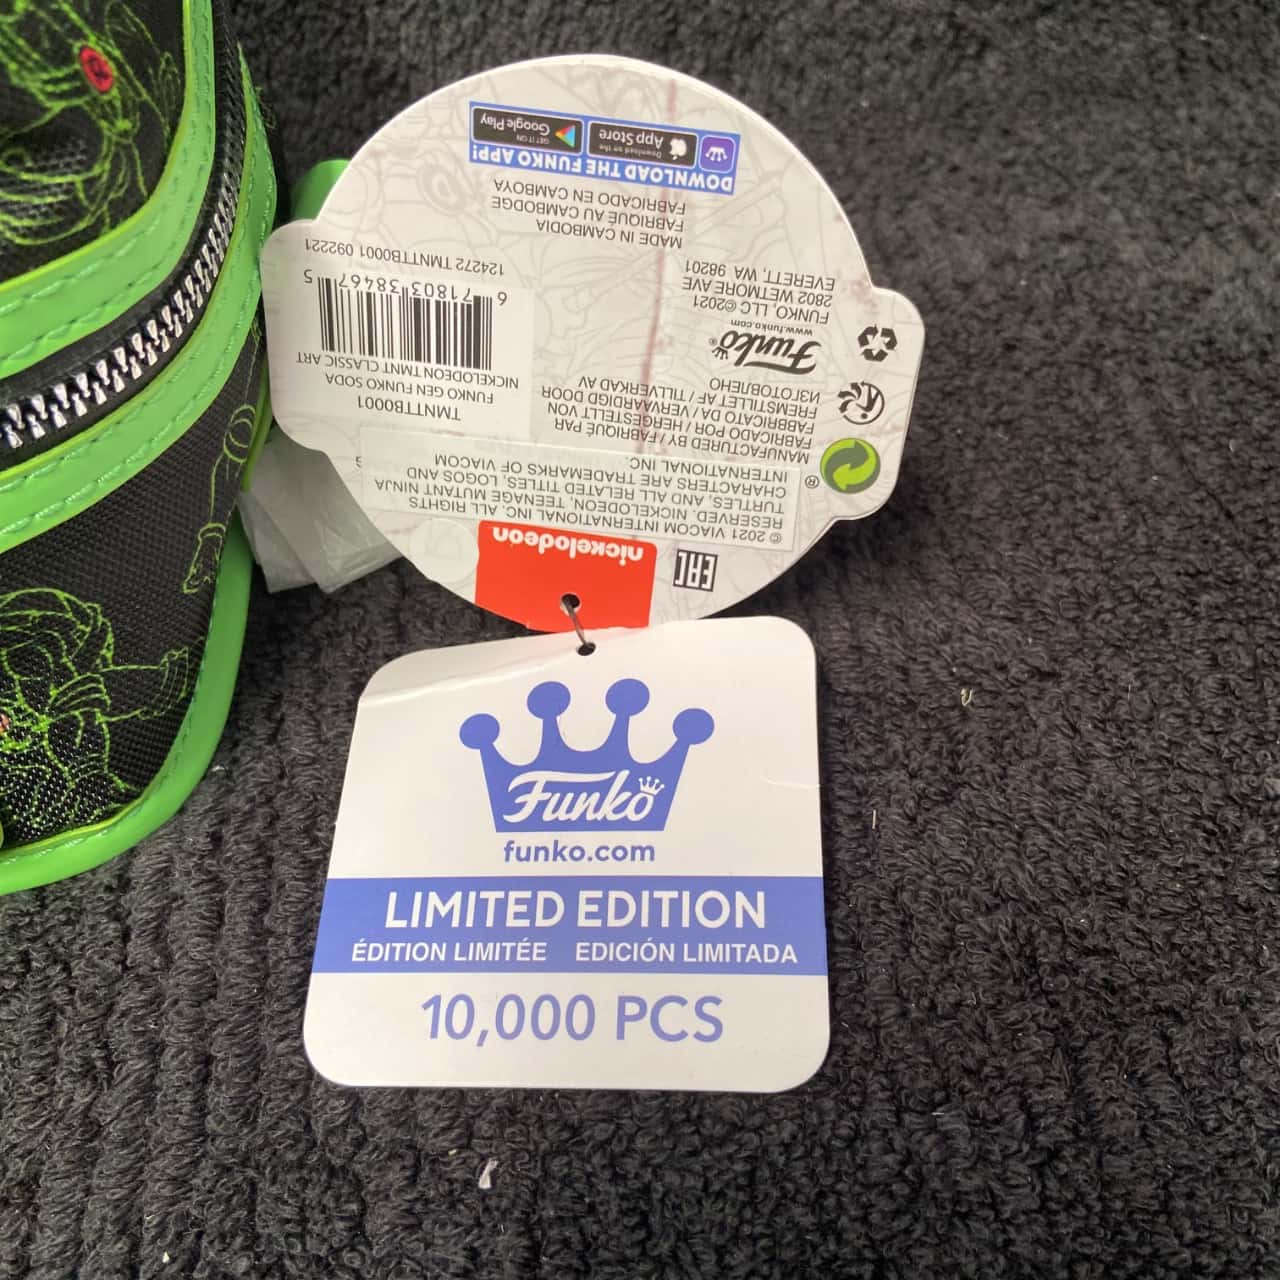 Funko
funko.com
LIMITED EDITION
ÉDITION LIMITÉE EDICIÓN LIMITADA
10,000 PCS
nickelodeon
EAC
© 2021 VIACOM INTERNATIONAL INC. ALL RIGHTS
RESERVED. NICKELODEON, TEENAGE MUTANT NINJA
TURTLES, AND ALL RELATED TITLES, LOGOS AND
CHARACTERS ARE TRADEMARKS OF VIACOM
INTERNATIONAL INC.
®
MANUFACTURED BY / FABRIQUÉ PAR
FABRICADO POR / HERGESTELLT VON
FABBRICATO DA / VERVAARDIGD DOOR
FREMSTILLET AF / TILLVERKAD AV
ИЗГОТОВЛЕНО
Funko®
www.funko.com
FUNKO, LLC ©2021
2802 WETMORE AVE
EVERETT, WA 98201
TMNTTB0001
FUNKO GEN FUNKO SODA
NICKELODEON TMNT CLASSIC ART
6 71803 38467 5
124272 TMNTTB0001 092221
MADE IN CAMBODIA
FABRIQUÉ AU CAMBODGE
FABRICADO EN CAMBOYA
DOWNLOAD THE FUNKO APP!
Download on the
App Store
GET IT ON
Google Play